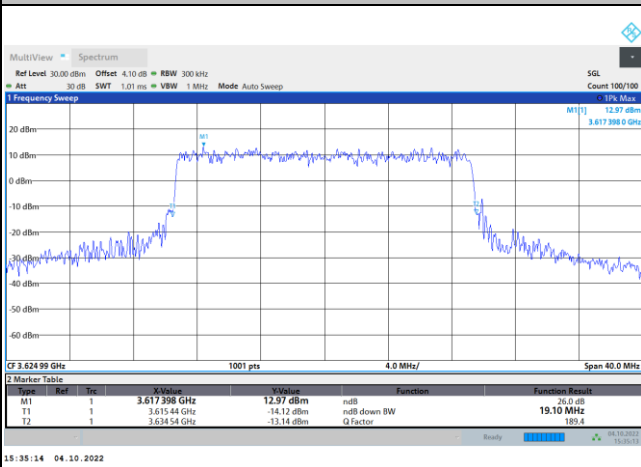 MultiView Spectrum
Ref Level 30.00 dBm Offset 4.10 dB RBW 300 kHz SGL
Att 30 dB SWT 1.01 ms VBW 1 MHz Mode Auto Sweep Count 100/100
1 Frequency Sweep 1Pk Max
M1[1] 12.97 dBm
3.617 398 0 GHz
20 dBm
M1
10 dBm
0 dBm
-10 dBm
T1 T2
-20 dBm
-30 dBm
-40 dBm
-50 dBm
-60 dBm
CF 3.624 99 GHz 1001 pts 4.0 MHz/ Span 40.0 MHz
2 Marker Table
Type Ref Trc X-Value Y-Value Function Function Result
M1 1 3.617 398 GHz 12.97 dBm ndB 26.0 dB
T1 1 3.615 44 GHz -14.12 dBm ndB down BW 19.10 MHz
T2 1 3.634 54 GHz -13.14 dBm Q Factor 189.4
Ready 04.10.2022
15:35:13
15:35:14 04.10.2022